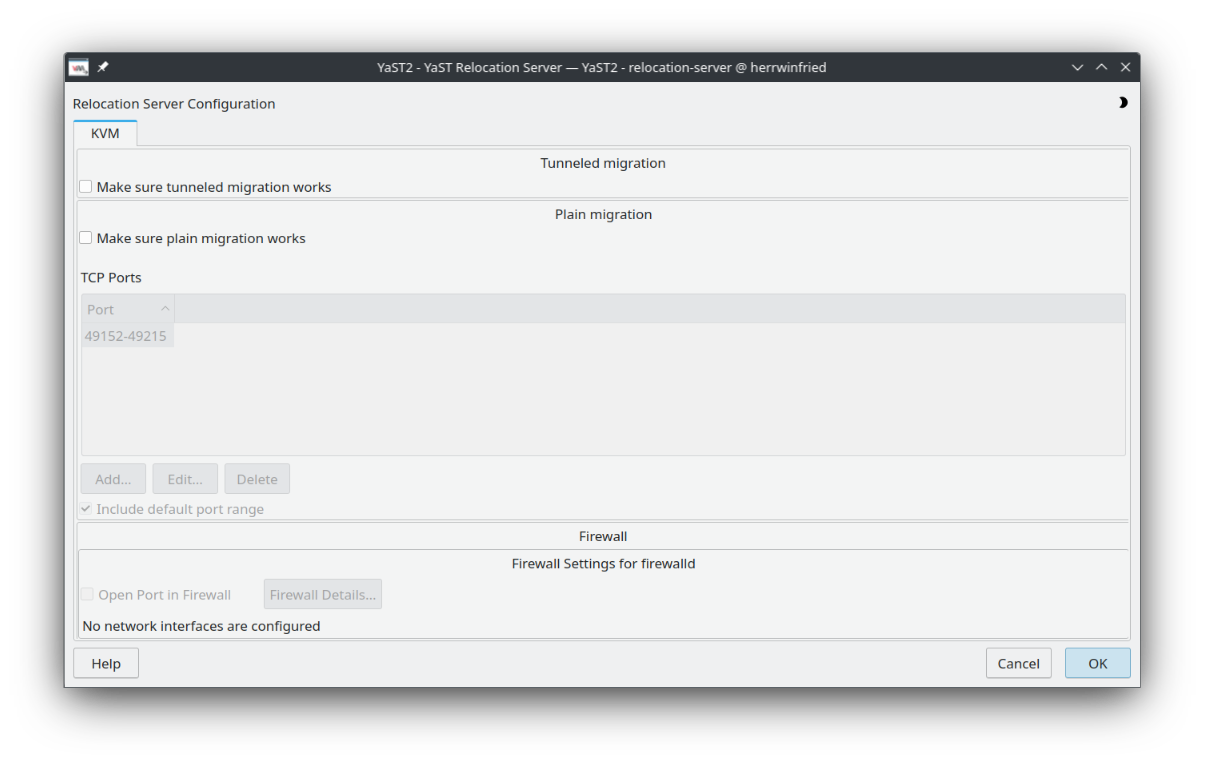 YaST2 - YaST Relocation Server — YaST2 - relocation-server @ herrwinfried
Relocation Server Configuration
KVM
Tunneled migration
Make sure tunneled migration works
Plain migration
Make sure plain migration works
TCP Ports
Port
49152-49215
Add... Edit... Delete
Include default port range
Firewall
Firewall Settings for firewalld
Open Port in Firewall Firewall Details...
No network interfaces are configured
Help Cancel OK